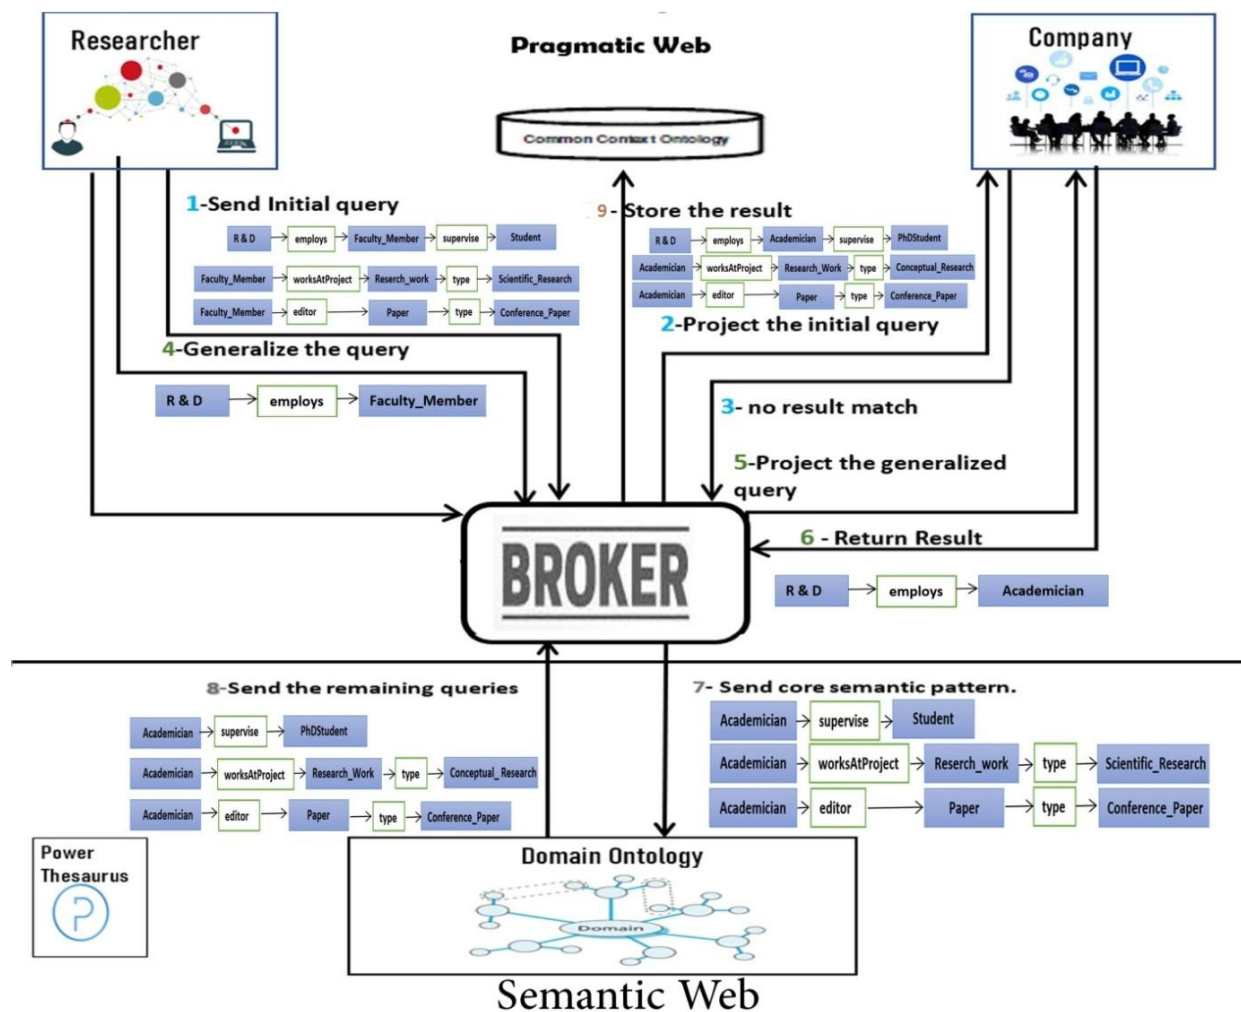 Researcher
Pragmatic Web
Company
Common Context Ontology
1-Send Initial query
R & D employs Faculty_Member supervise Student
Faculty_Member worksAtProject Reserch_work type Scientific_Research
Faculty_Member editor Paper type Conference_Paper
9 - Store the result
R & D employs Academician supervise PhDStudent
Academician worksAtProject Research_Work type Conceptual_Research
Academician editor Paper type Conference_Paper
2-Project the initial query
4-Generalize the query
R & D employs Faculty_Member
3- no result match
5-Project the generalized
query
6 - Return Result
R & D employs Academician
BROKER
8-Send the remaining queries
Academician supervise PhDStudent
Academician worksAtProject Research_Work type Conceptual_Research
Academician editor Paper type Conference_Paper
7- Send core semantic pattern.
Academician supervise Student
Academician worksAtProject Reserch_work type Scientific_Research
Academician editor Paper type Conference_Paper
Power
Thesaurus
P
Domain Ontology
Domain
Semantic Web